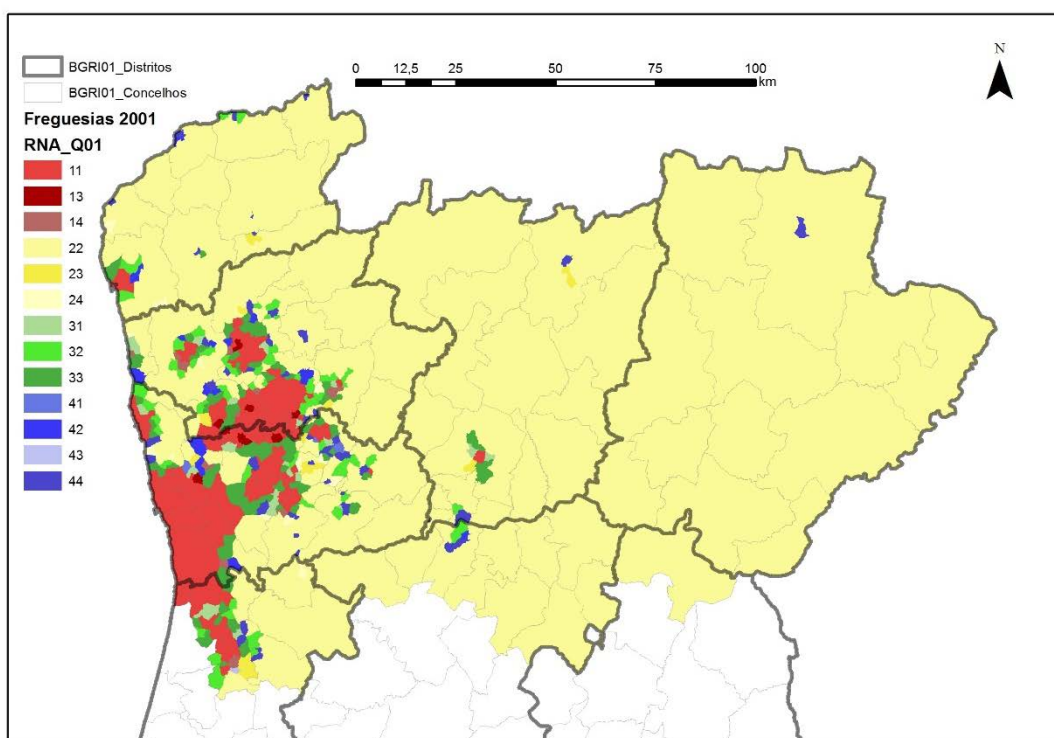 BGRI01_Distritos
BGRI01_Concelhos
Freguesias 2001
RNA_Q01
11
13
14
22
23
24
31
32
33
41
42
43
44
0 12,5 25 50 75 100
km
N